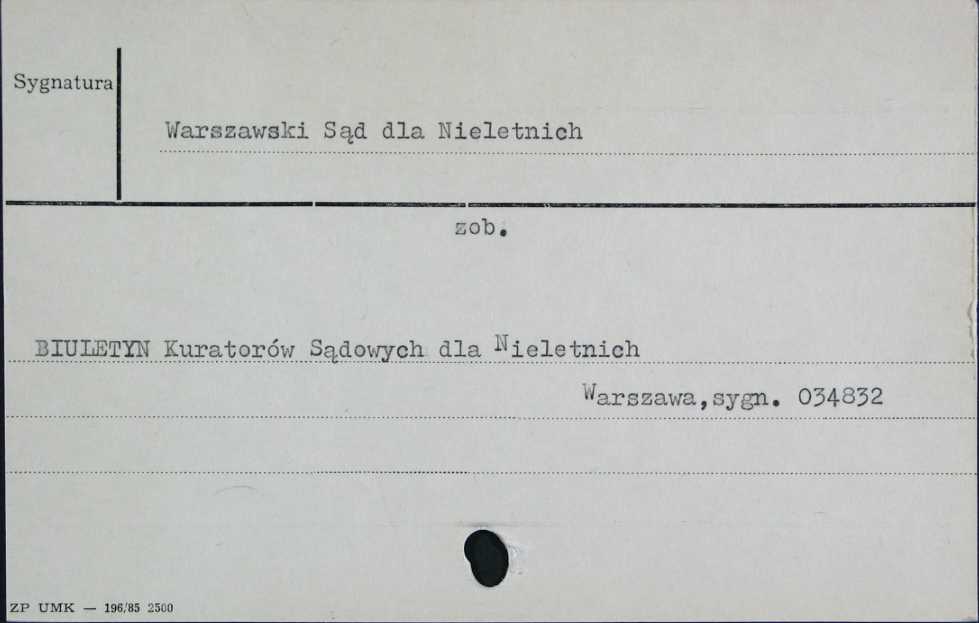 Sygnatura
Warszawski Sąd dla Nieletnich
zob.
BIULETYN Kuratorów Sądowych dla Nieletnich
Warszawa,sygn. 034832
ZP UMK — 196/85 2500